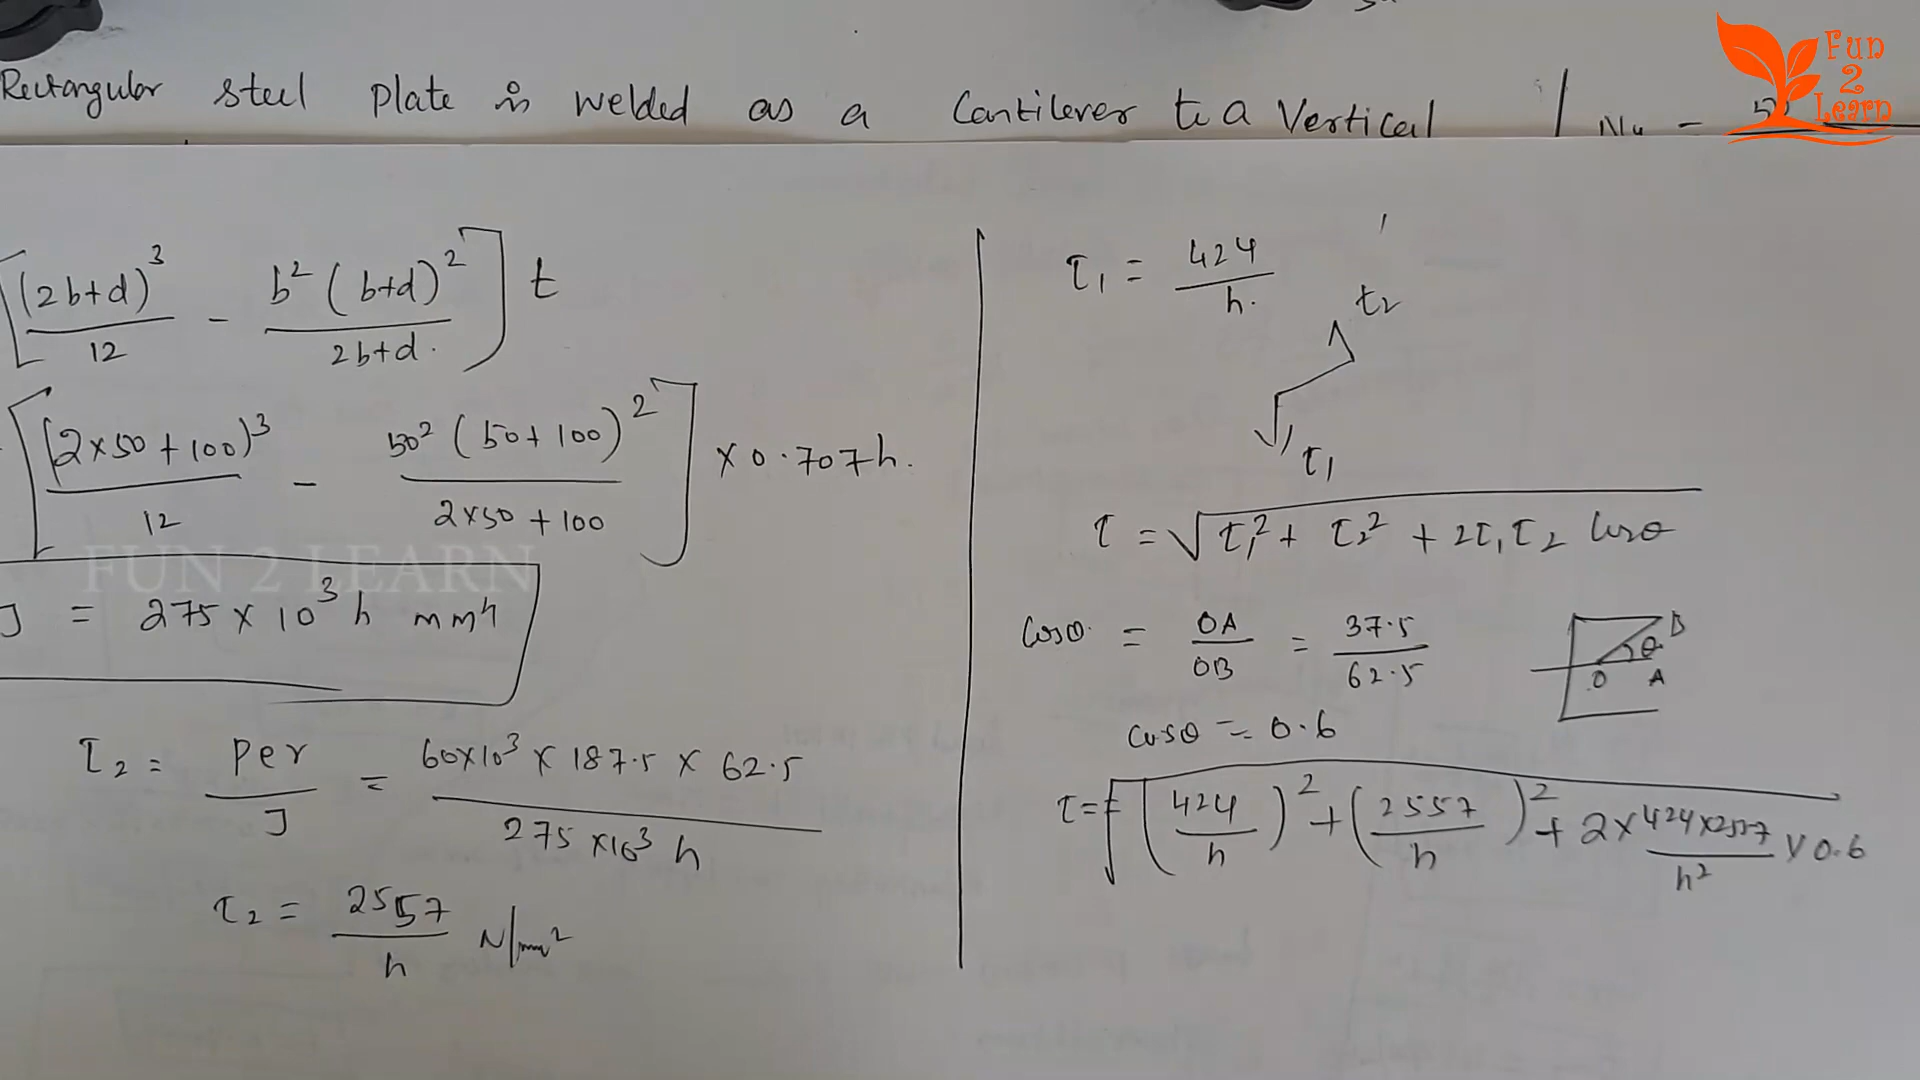 Rectangular steel plate is welded as a Cantilever to a Vertical
Fun
2
Learn
[(2b+d)³/12 - b²(b+d)²/2b+d.] t
[(2×50+100)³/12 - 50²(50+100)²/2×50+100] × 0.707h.
FUN 2 LEARN
J = 275 × 10³ h mm4
τ2 = Per/J = 60×10³ × 187.5 × 62.5/275×10³ h
τ2 = 2557/h N/mm²
τ1 = 424/h.
τ2
τ1
τ = √τ1² + τ2² + 2τ1τ2 cosθ
cosθ. = OA/OB = 37.5/62.5
B
θ
O A
cosθ = 0.6
τ = √(424/h)² + (2557/h)² + 2×424×2557/h² × 0.6